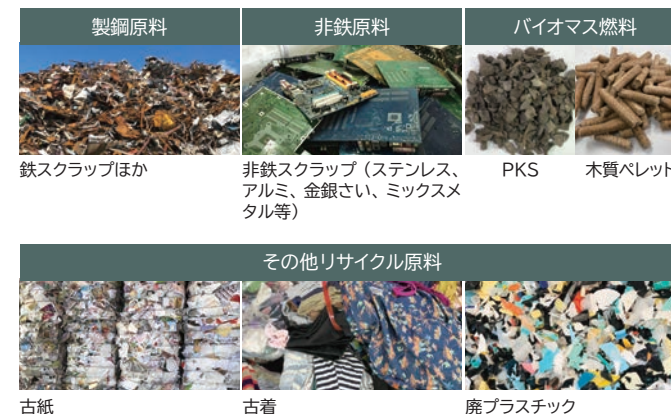 製鋼原料
非鉄原料
バイオマス燃料
鉄スクラップほか
非鉄スクラップ（ステンレス、
アルミ、金銀さい、ミックスメ
タル等）
PKS
木質ペレット
その他リサイクル原料
古紙
古着
廃プラスチック